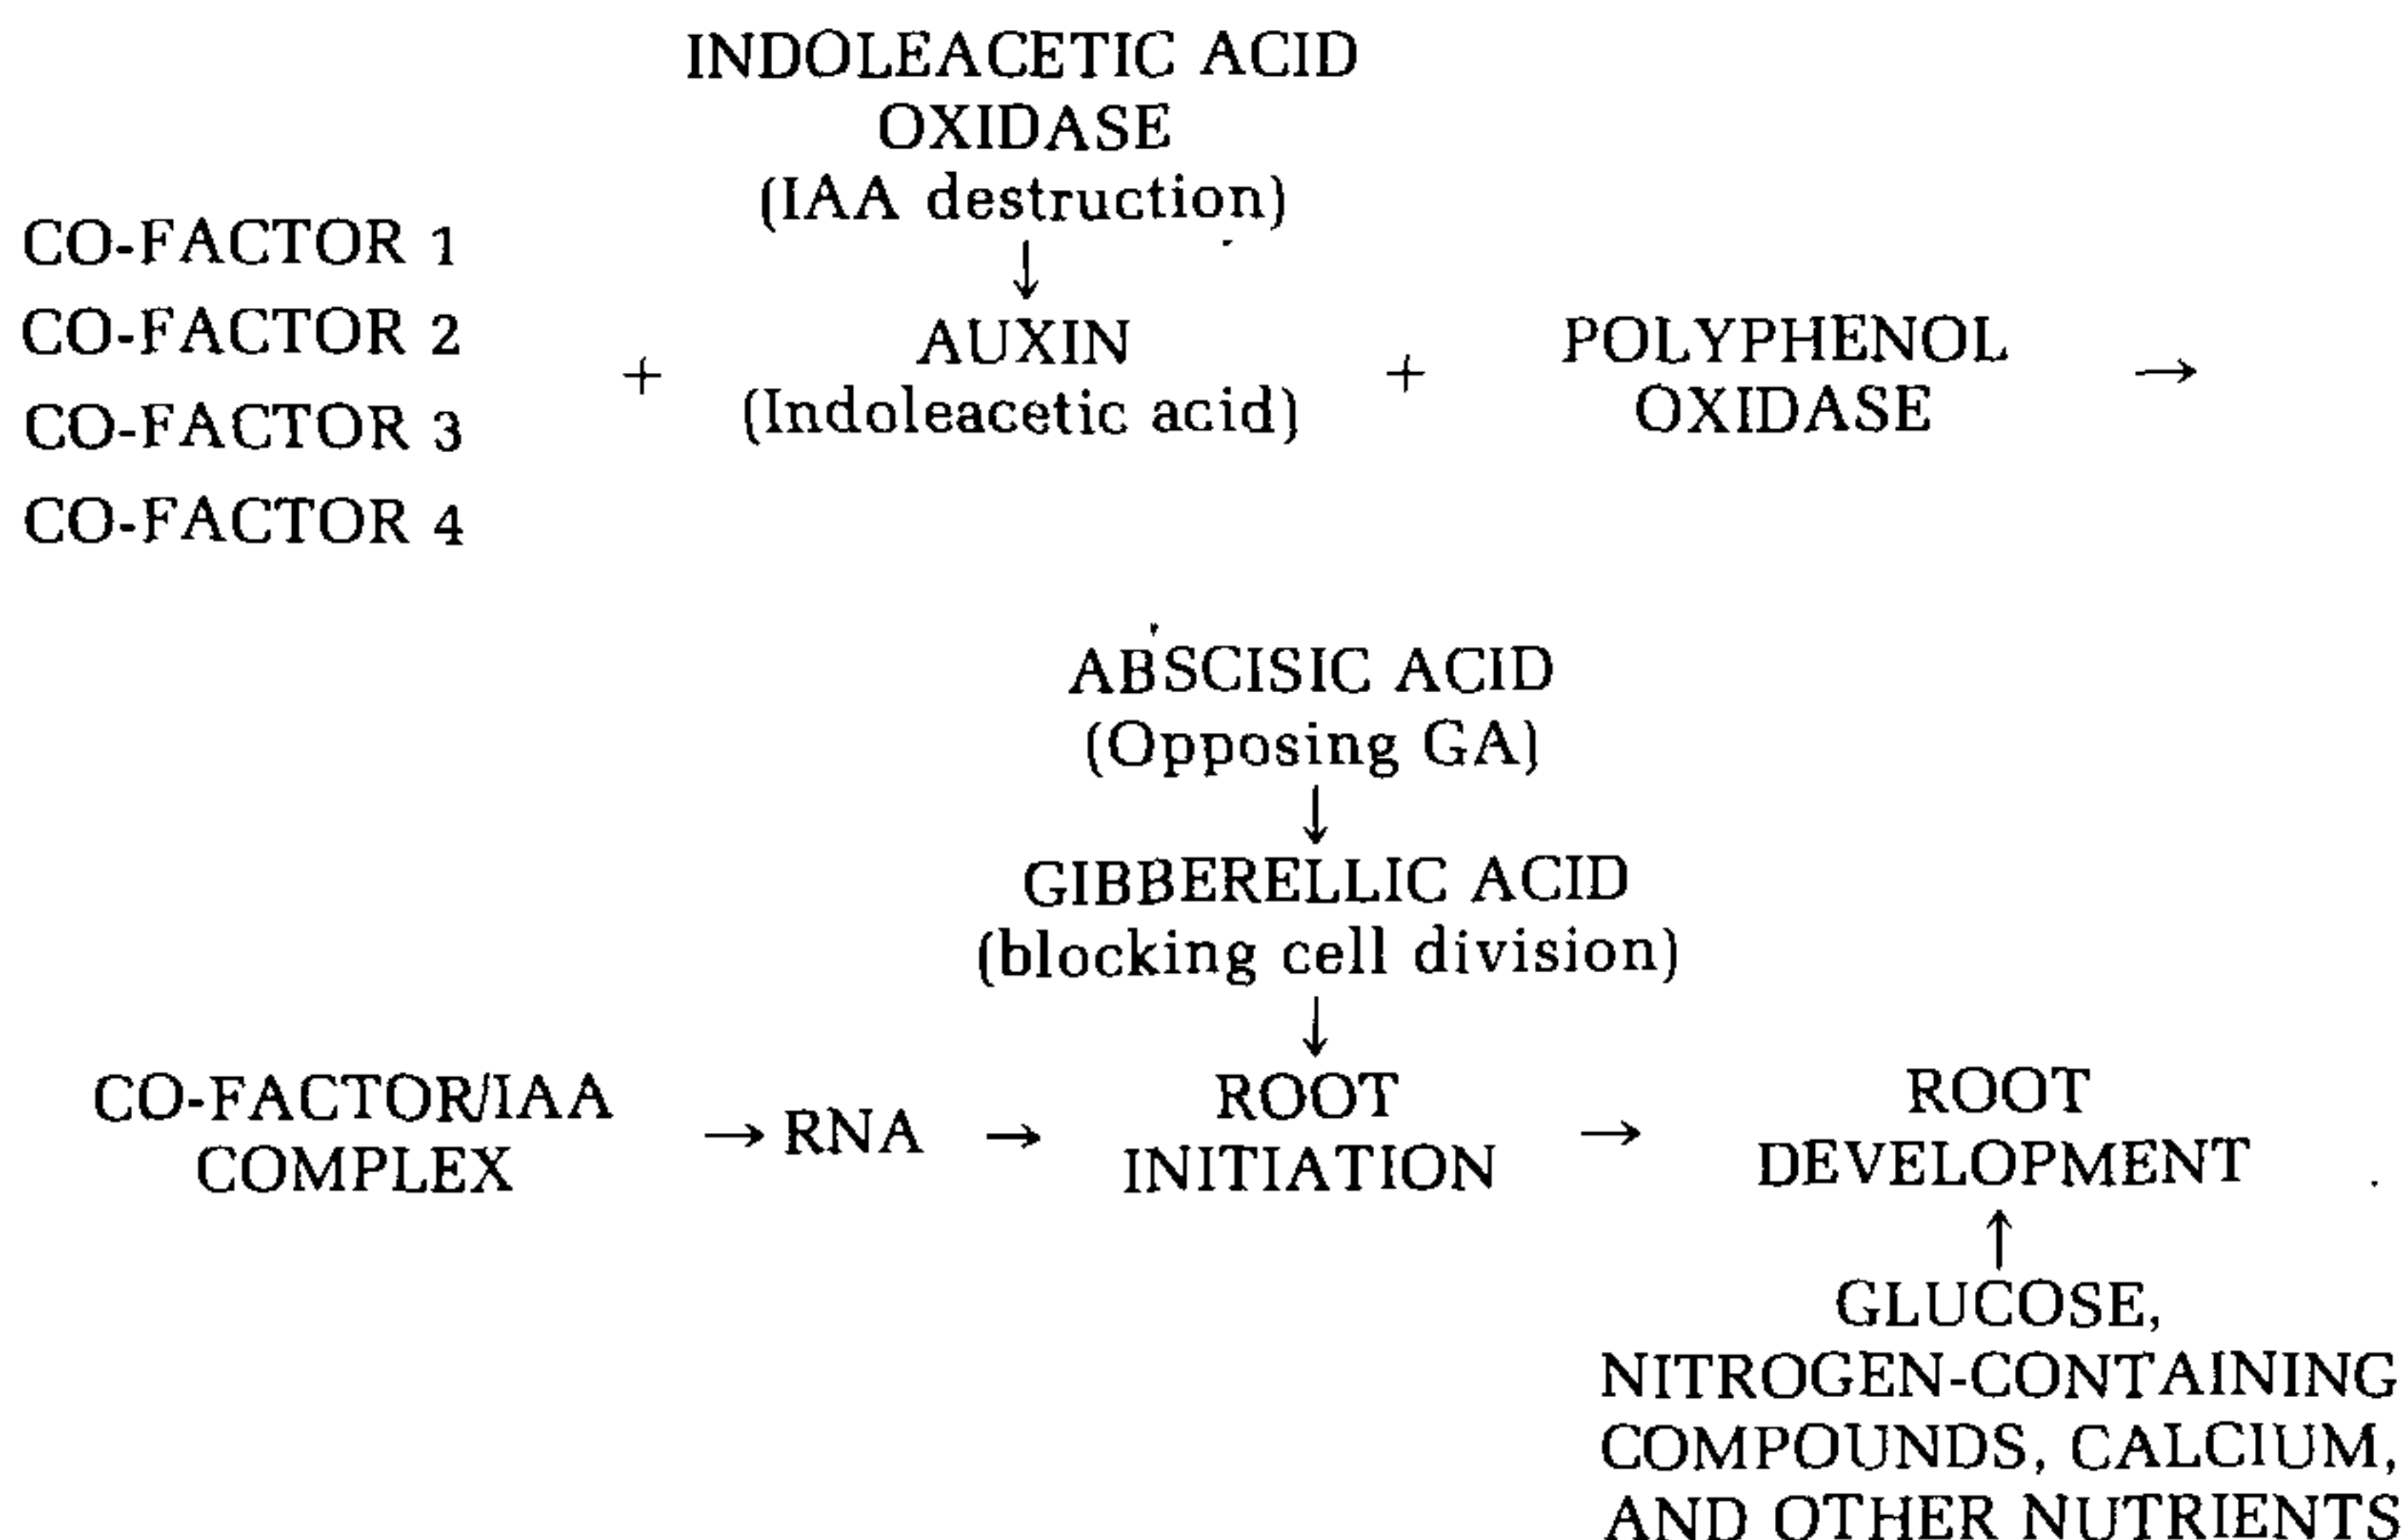 INDOLEACETIC ACID
OXIDASE
(IAA destruction)
↓
CO-FACTOR 1
CO-FACTOR 2
CO-FACTOR 3
CO-FACTOR 4
+
AUXIN
(Indoleacetic acid)
+
POLYPHENOL
OXIDASE
→
ABSCISIC ACID
(Opposing GA)
↓
GIBBERELLIC ACID
(blocking cell division)
↓
CO-FACTOR/IAA
COMPLEX
→ RNA →
ROOT
INITIATION
→
ROOT
DEVELOPMENT
↑
GLUCOSE,
NITROGEN-CONTAINING
COMPOUNDS, CALCIUM,
AND OTHER NUTRIENTS